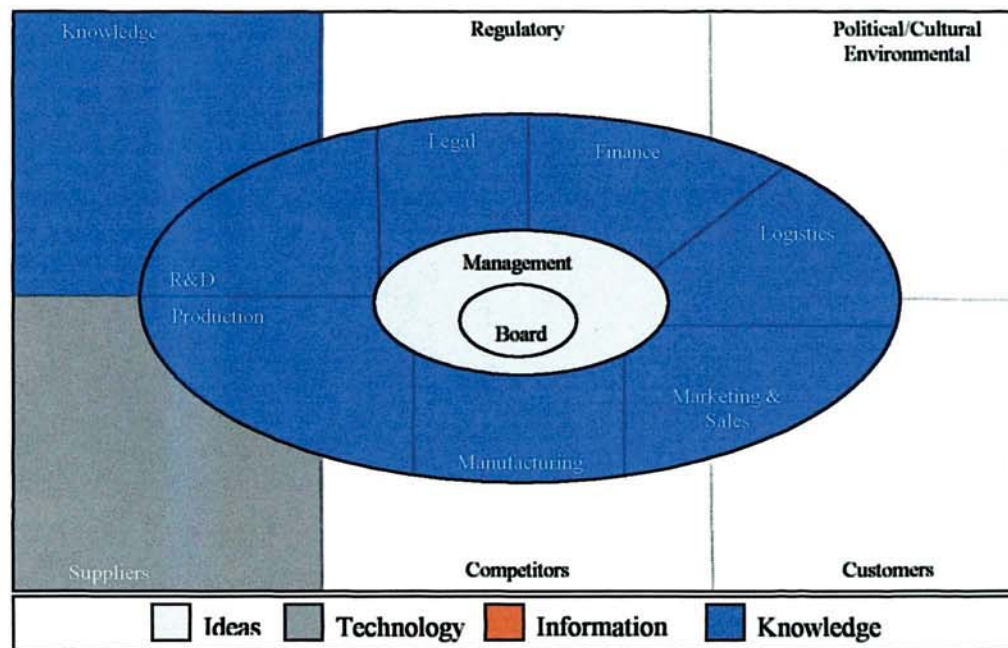 Knowledge
Regulatory
Political/Cultural
Environmental
Legal
Finance
Logistics
Management
R&D
Production
Board
Marketing &
Sales
Manufacturing
Suppliers
Competitors
Customers
Ideas
Technology
Information
Knowledge